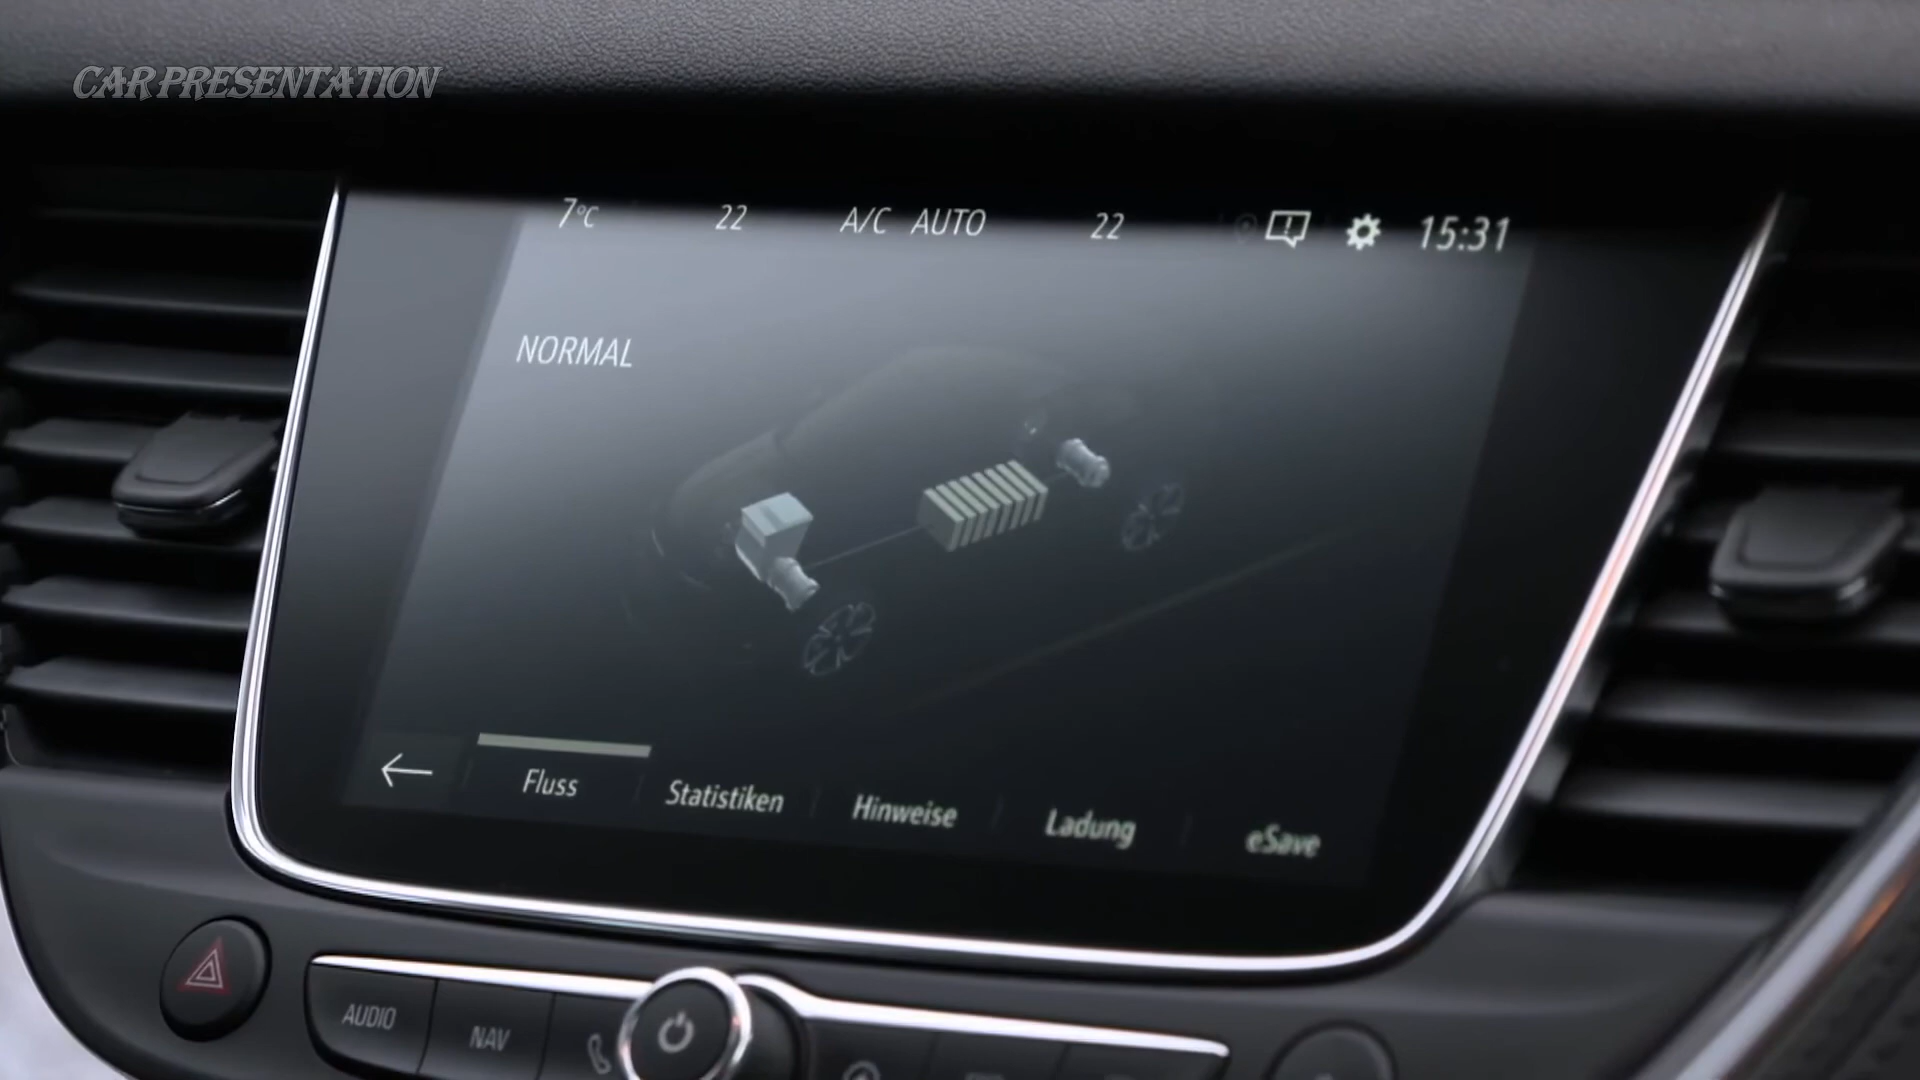 CAR PRESENTATION
7°C 22 A/C AUTO 22 15:31
NORMAL
Fluss Statistiken Hinweise Ladung eSave
AUDIO NAV